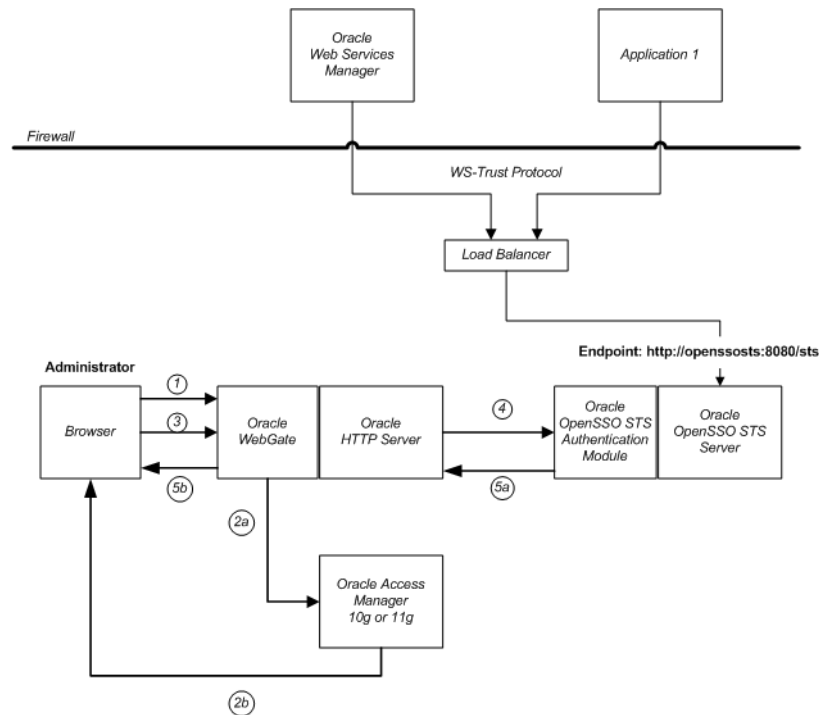 Oracle
Web Services
Manager
Application 1
Firewall
WS-Trust Protocol
Load Balancer
Endpoint: http://openssosts:8080/sts
Administrator
1
3
5b
Browser
Oracle
WebGate
Oracle
HTTP Server
4
5a
Oracle
OpenSSO STS
Authentication
Module
Oracle
OpenSSO STS
Server
2a
Oracle Access
Manager
10g or 11g
2b